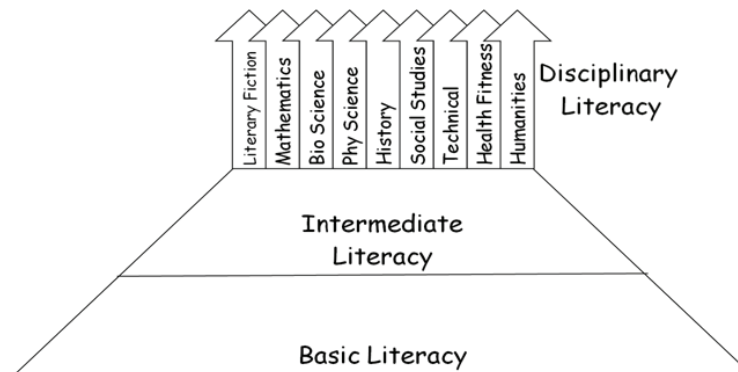 Literary Fiction
Mathematics
Bio Science
Phy Science
History
Social Studies
Technical
Health Fitness
Humanities
Disciplinary
Literacy
Intermediate
Literacy
Basic Literacy